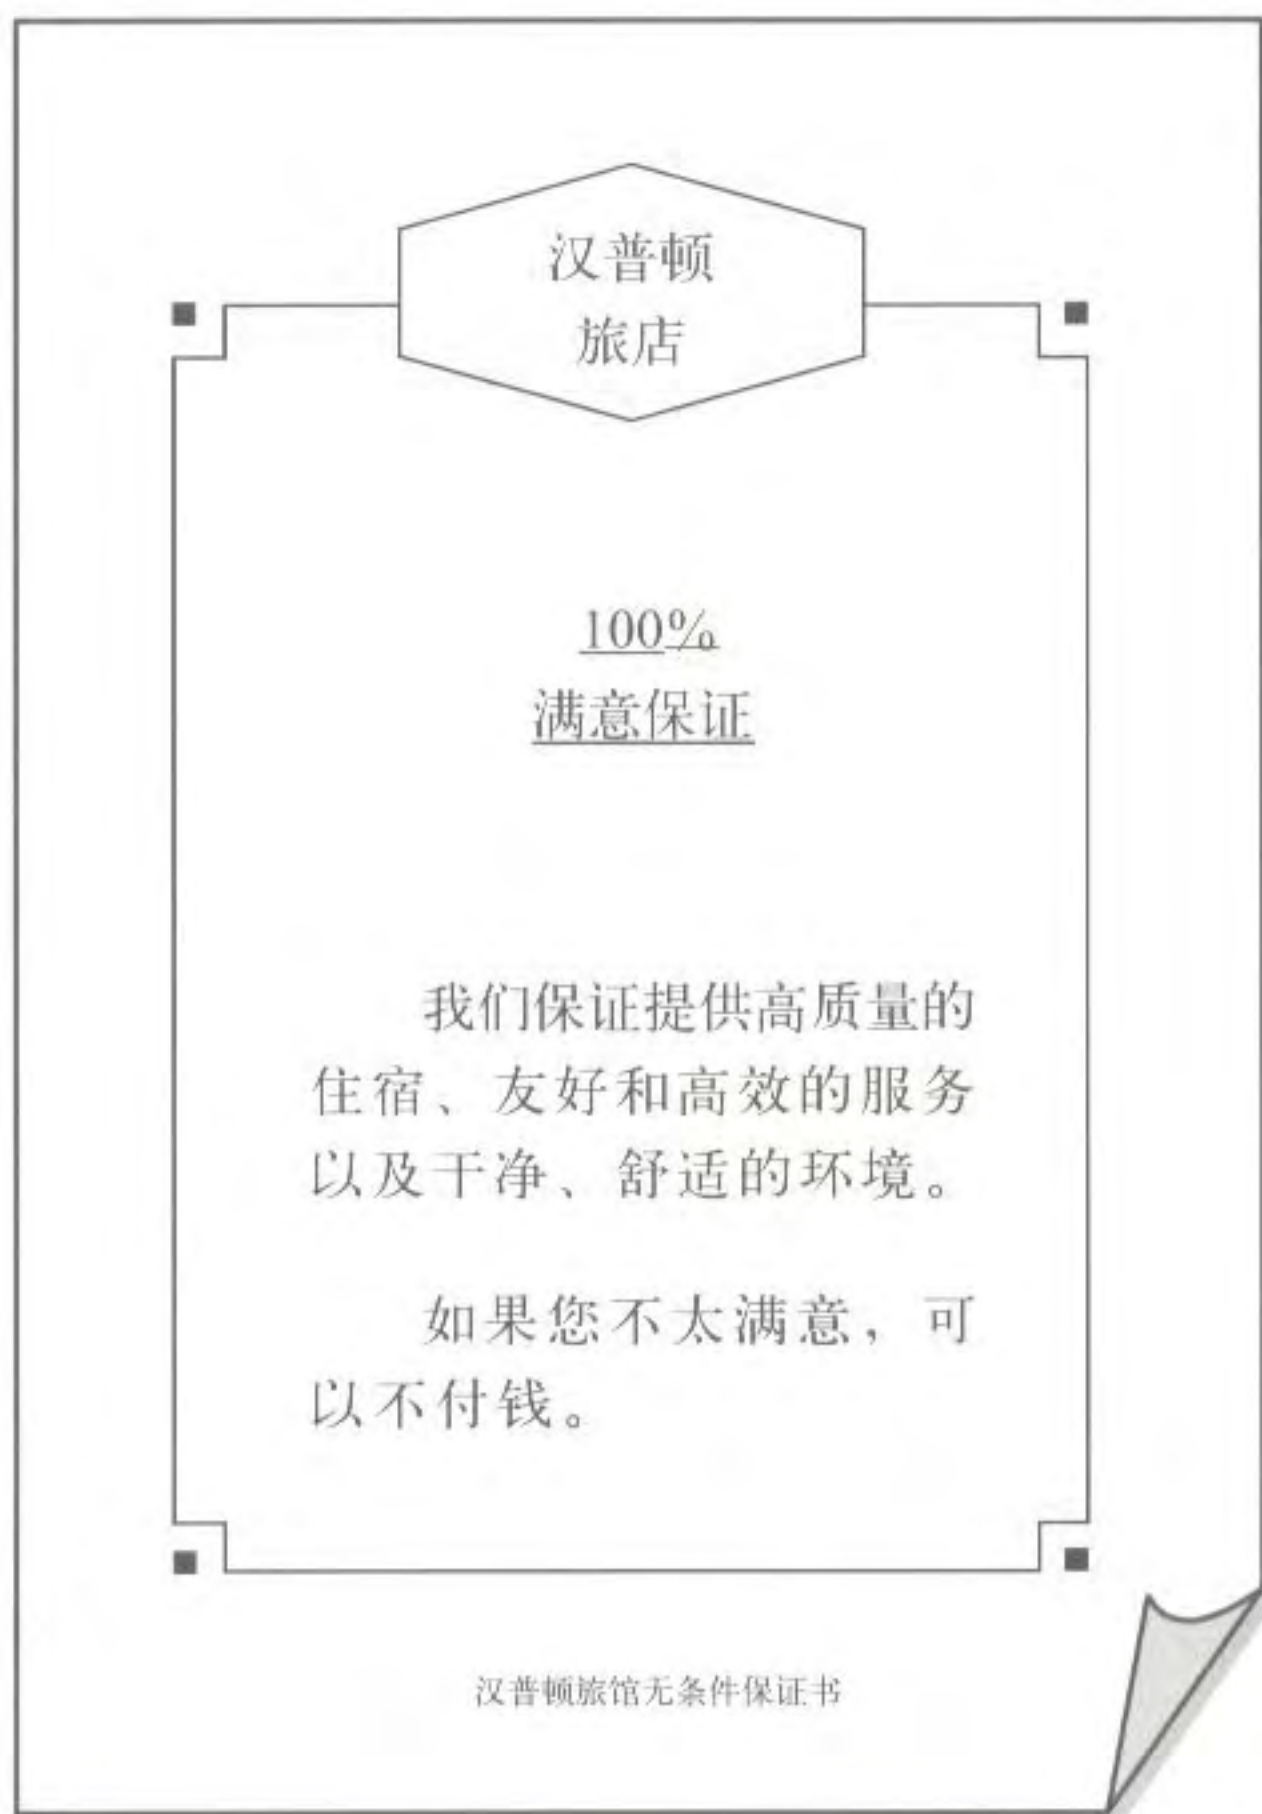 汉普顿
旅店
100%
满意保证
我们保证提供高质量的
住宿、友好和高效的服务
以及干净、舒适的环境。
如果您不太满意，可
以不付钱。
汉普顿旅馆无条件保证书